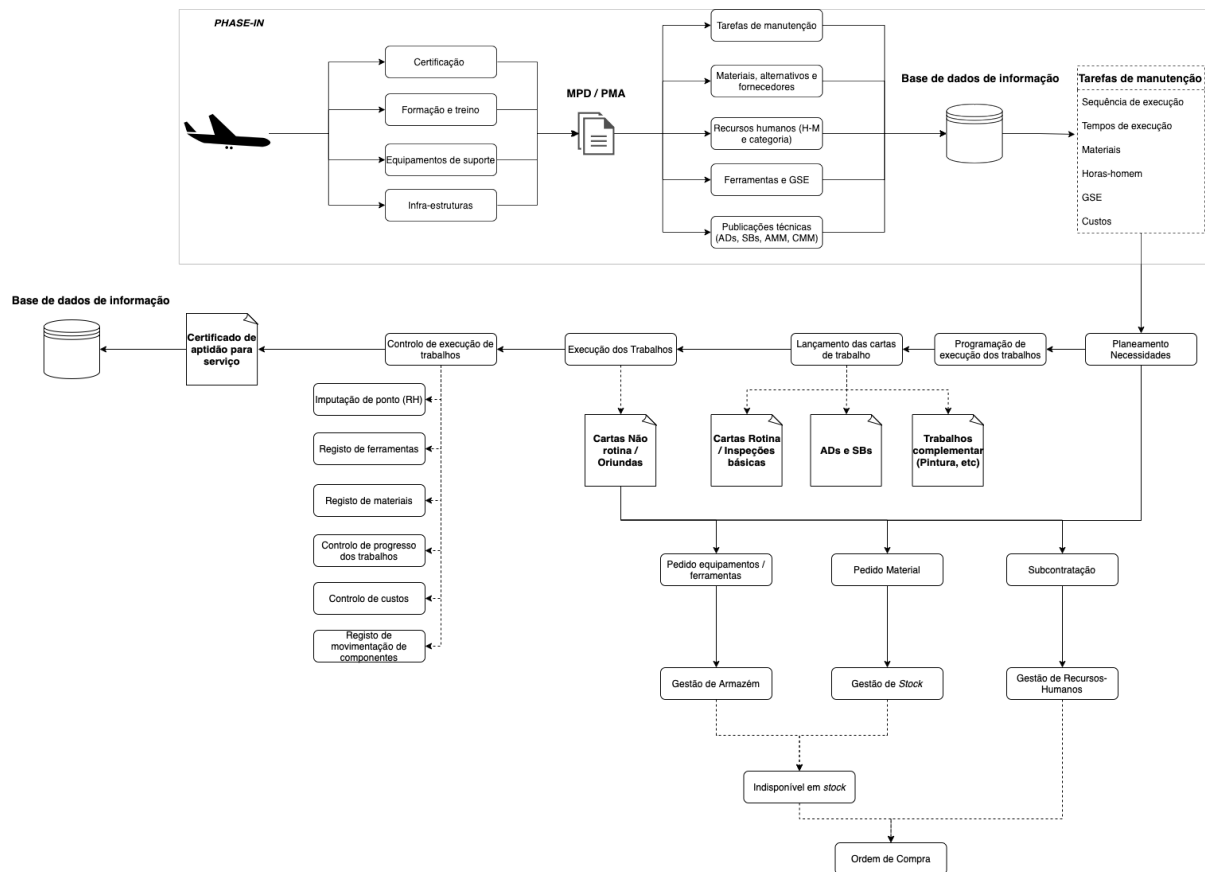 PHASE-IN
Certificação
Formação e treino
Equipamentos de suporte
Infra-estruturas
MPD / PMA
Tarefas de manutenção
Materiais, alternativos e
fornecedores
Recursos humanos (H-M
e categoria)
Ferramentas e GSE
Publicações técnicas
(ADs, SBs, AMM, CMM)
Base de dados de informação
Tarefas de manutenção
Sequência de execução
Tempos de execução
Materiais
Horas-homem
GSE
Custos
Base de dados de informação
Certificado de
aptidão para
serviço
Controlo de execução de
trabalhos
Execução dos Trabalhos
Lançamento das cartas
de trabalho
Programação de
execução dos trabalhos
Planeamento
Necessidades
Imputação de ponto (RH)
Registo de ferramentas
Registo de materiais
Controlo de progresso
dos trabalhos
Controlo de custos
Registo de
movimentação de
componentes
Cartas Não
rotina /
Oriundas
Cartas Rotina
/ Inspeções
básicas
ADs e SBs
Trabalhos
complementar
(Pintura, etc)
Pedido equipamentos /
ferramentas
Pedido Material
Subcontratação
Gestão de Armazém
Gestão de Stock
Gestão de Recursos-
Humanos
Indisponível em stock
Ordem de Compra